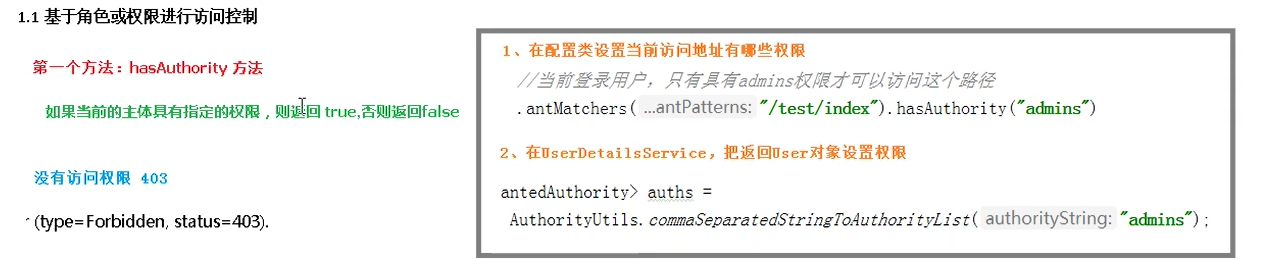 1.1 基于角色或权限进行访问控制
第一个方法：hasAuthority 方法
如果当前的主体具有指定的权限，则返回 true,否则返回false
没有访问权限 403
(type=Forbidden, status=403).
1、在配置类设置当前访问地址有哪些权限
//当前登录用户，只有具有admins权限才可以访问这个路径
.antMatchers( ...antPatterns: "/test/index").hasAuthority("admins")
2、在UserDetailsService，把返回User对象设置权限
antedAuthority> auths =
AuthorityUtils.commaSeparatedStringToAuthorityList( authorityString: "admins");